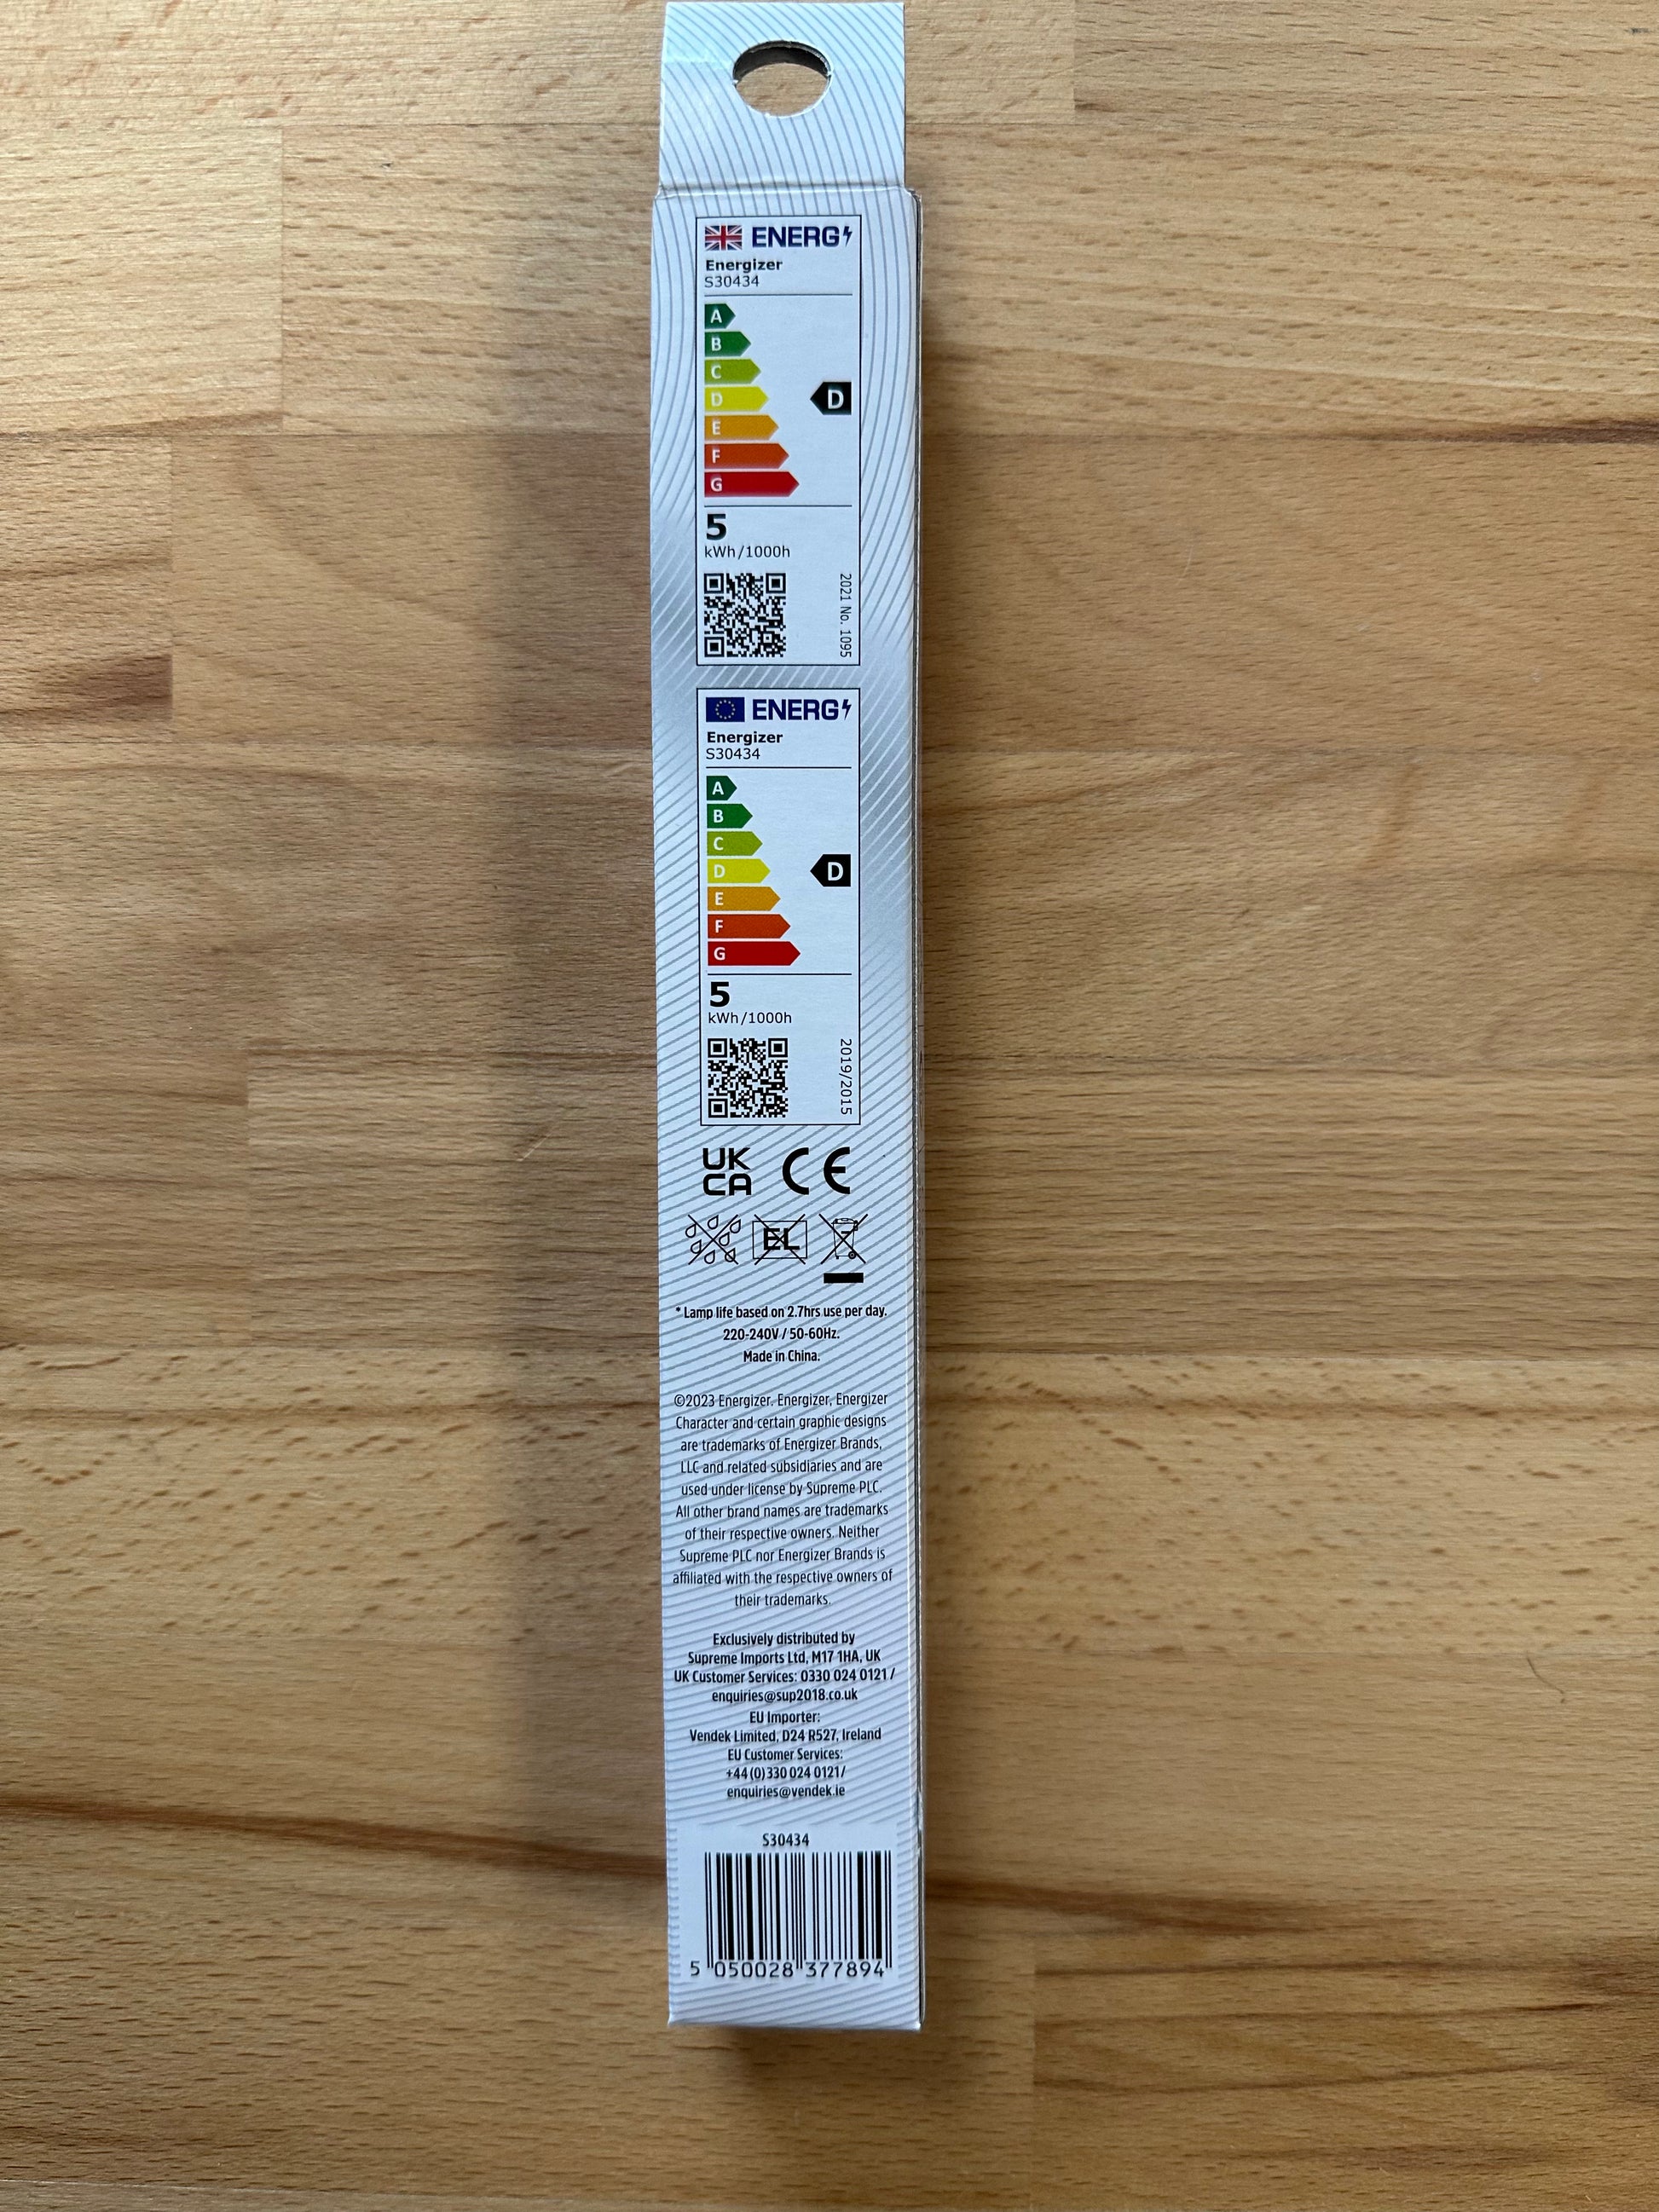 ENERG
Energizer
S30434
A
B
C
D
D
E
F
G
5
kWh/1000h
2021 No. 1095
ENERG
Energizer
S30434
A
B
C
D
D
E
F
G
5
kWh/1000h
2019/2015
UK
CA CE
EL
* Lamp life based on 2.7hrs use per day.
220-240V / 50-60Hz.
Made in China.
©2023 Energizer. Energizer, Energizer
Character and certain graphic designs
are trademarks of Energizer Brands,
LLC and related subsidiaries and are
used under license by Supreme PLC.
All other brand names are trademarks
of their respective owners. Neither
Supreme PLC nor Energizer Brands is
affiliated with the respective owners of
their trademarks.
Exclusively distributed by
Supreme Imports Ltd, M17 1HA, UK
UK Customer Services: 0330 024 0121 /
enquiries@sup2018.co.uk
EU Importer:
Vendek Limited, D24 R527, Ireland
EU Customer Services:
+44 (0) 330 024 0121/
enquiries@vendek.ie
S30434
5 050028 377894